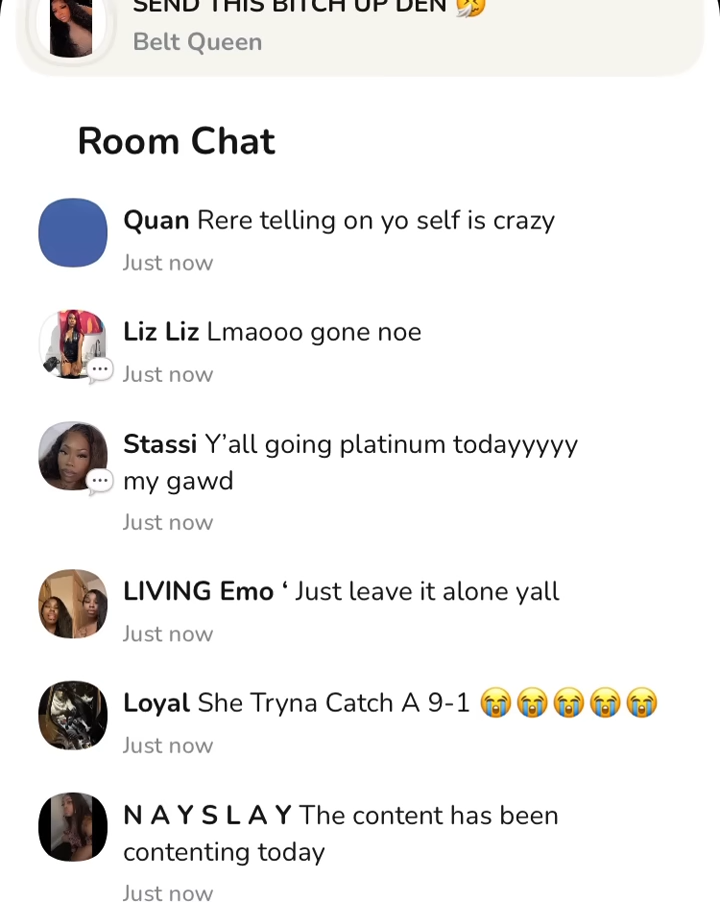 SEND THIS BITCH UP DEN 🤧
Belt Queen
Room Chat
Quan Rere telling on yo self is crazy
Just now
Liz Liz Lmaooo gone noe
Just now
Stassi Y’all going platinum todayyyyy
my gawd
Just now
LIVING Emo ‘ Just leave it alone yall
Just now
Loyal She Tryna Catch A 9-1 😭😭😭😭😭
Just now
N A Y S L A Y The content has been
contenting today
Just now